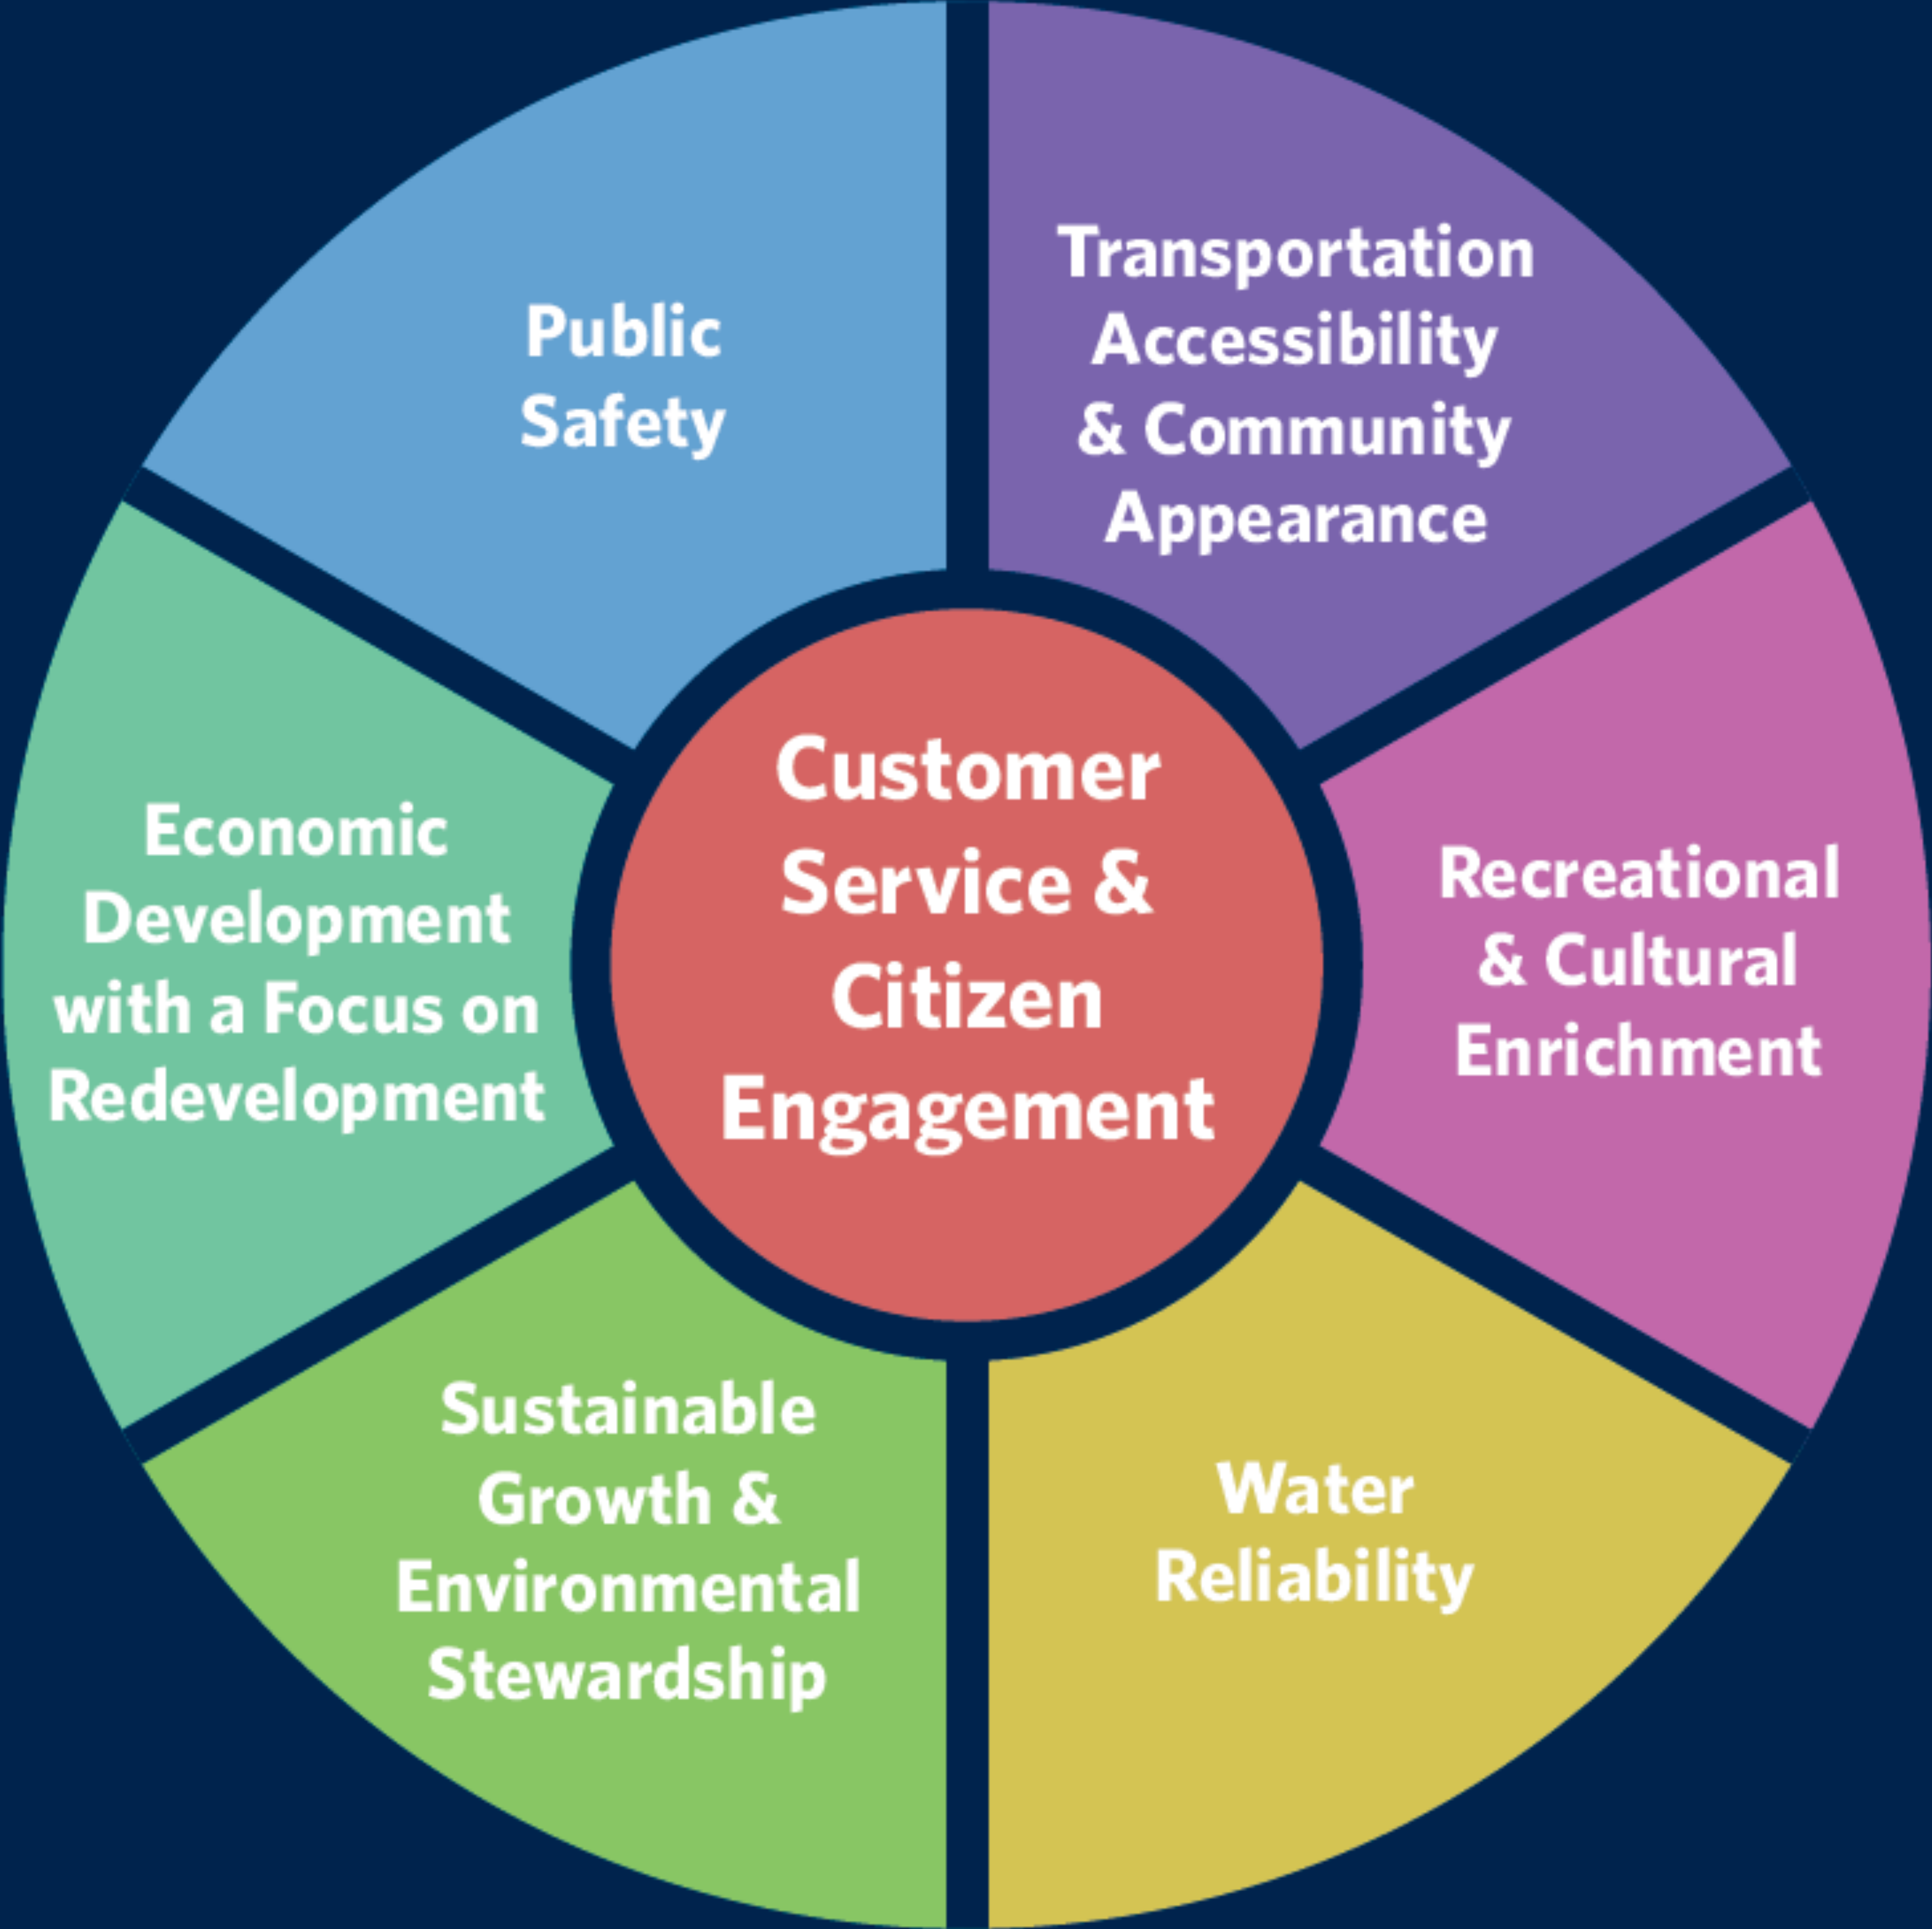 Public
Safety
Transportation
Accessibility
& Community
Appearance
Economic
Development
with a Focus on
Redevelopment
Customer
Service &
Citizen
Engagement
Recreational
& Cultural
Enrichment
Sustainable
Growth &
Environmental
Stewardship
Water
Reliability